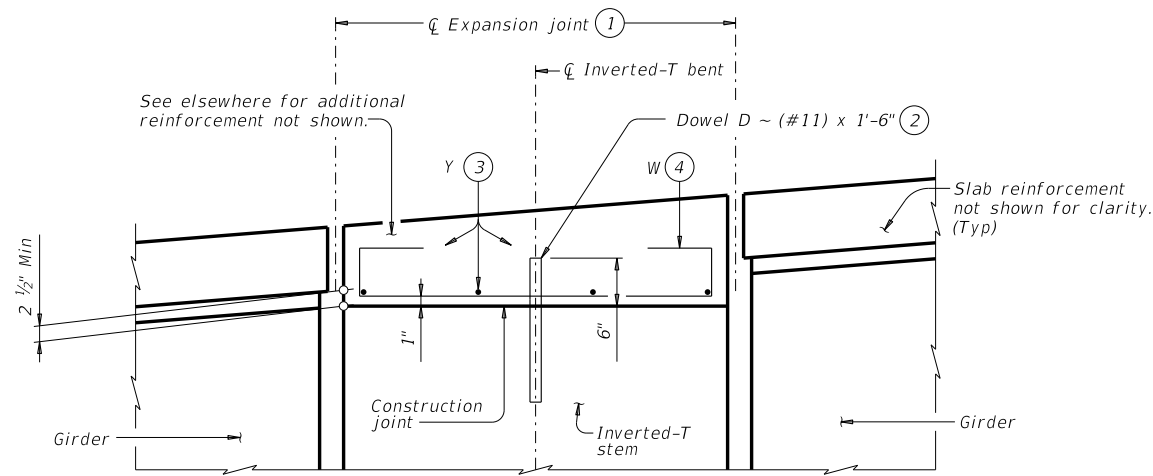 ℄ Expansion joint 1
℄ Inverted-T bent
See elsewhere for additional
reinforcement not shown.
Dowel D ~ (#11) x 1'-6" 2
Y 3
W 4
Slab reinforcement
not shown for clarity.
(Typ)
2 ½" Min
1"
6"
Construction
joint
Inverted-T
stem
Girder
Girder